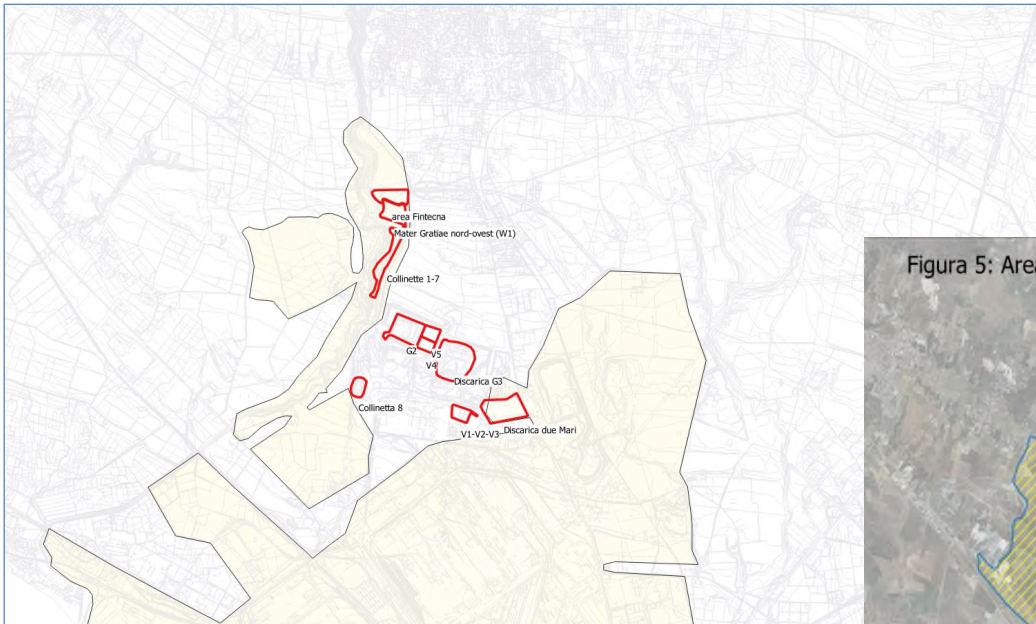 area Fintecna
Mater Gratiae nord-ovest (W1)
Figura 5: Area
Collinette 1-7
G2
V5
V4
Discarica G3
Collinetta 8
V1-V2-V3
Discarica due Mari